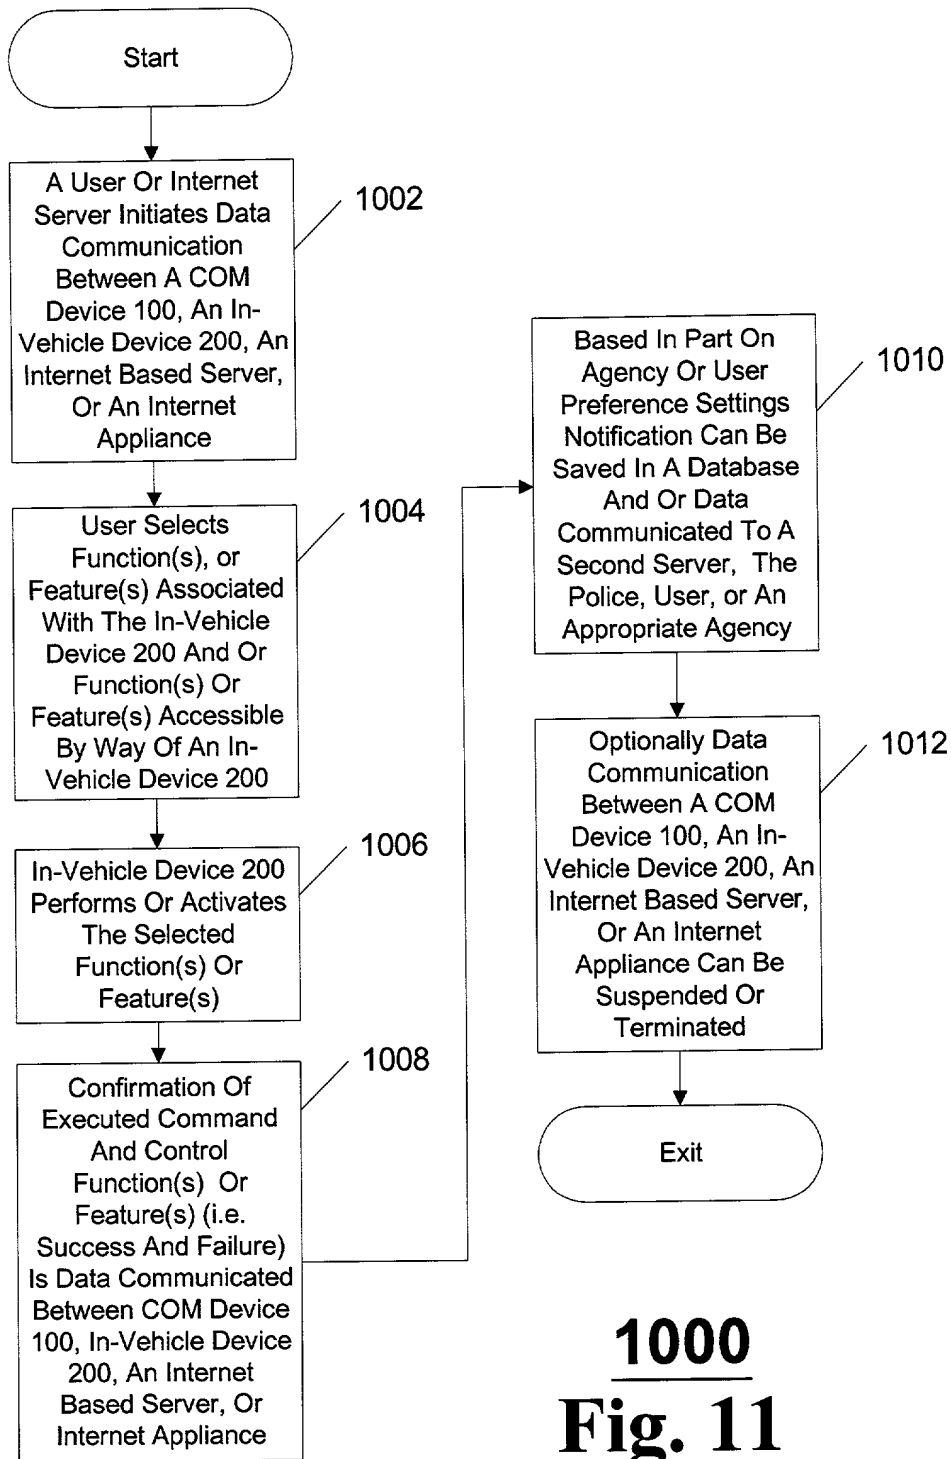 Start
A User Or Internet
Server Initiates Data
Communication
Between A COM
Device 100, An In-
Vehicle Device 200, An
Internet Based Server,
Or An Internet
Appliance
1002
User Selects
Function(s), or
Feature(s) Associated
With The In-Vehicle
Device 200 And Or
Function(s) Or
Feature(s) Accessible
By Way Of An In-
Vehicle Device 200
1004
In-Vehicle Device 200
Performs Or Activates
The Selected
Function(s) Or
Feature(s)
1006
Confirmation Of
Executed Command
And Control
Function(s) Or
Feature(s) (i.e.
Success And Failure)
Is Data Communicated
Between COM Device
100, In-Vehicle Device
200, An Internet
Based Server, Or
Internet Appliance
1008
Based In Part On
Agency Or User
Preference Settings
Notification Can Be
Saved In A Database
And Or Data
Communicated To A
Second Server, The
Police, User, or An
Appropriate Agency
1010
Optionally Data
Communication
Between A COM
Device 100, An In-
Vehicle Device 200, An
Internet Based Server,
Or An Internet
Appliance Can Be
Suspended Or
Terminated
1012
Exit
1000
Fig. 11